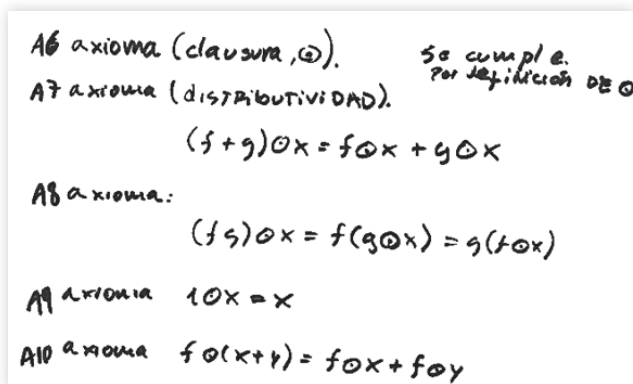 A6 axioma (clausura, ⊙). Se cumple.
Por definición DE ⊙
A7 axioma (DISTRIbutiviDAD).
(f + g)⊙x = f⊙x + g⊙x
A8 axioma:
(fg)⊙x = f(g⊙x) = g(f⊙x)
A9 axioma 1⊙x = x
A10 axioma f⊙(x+y) = f⊙x + f⊙y